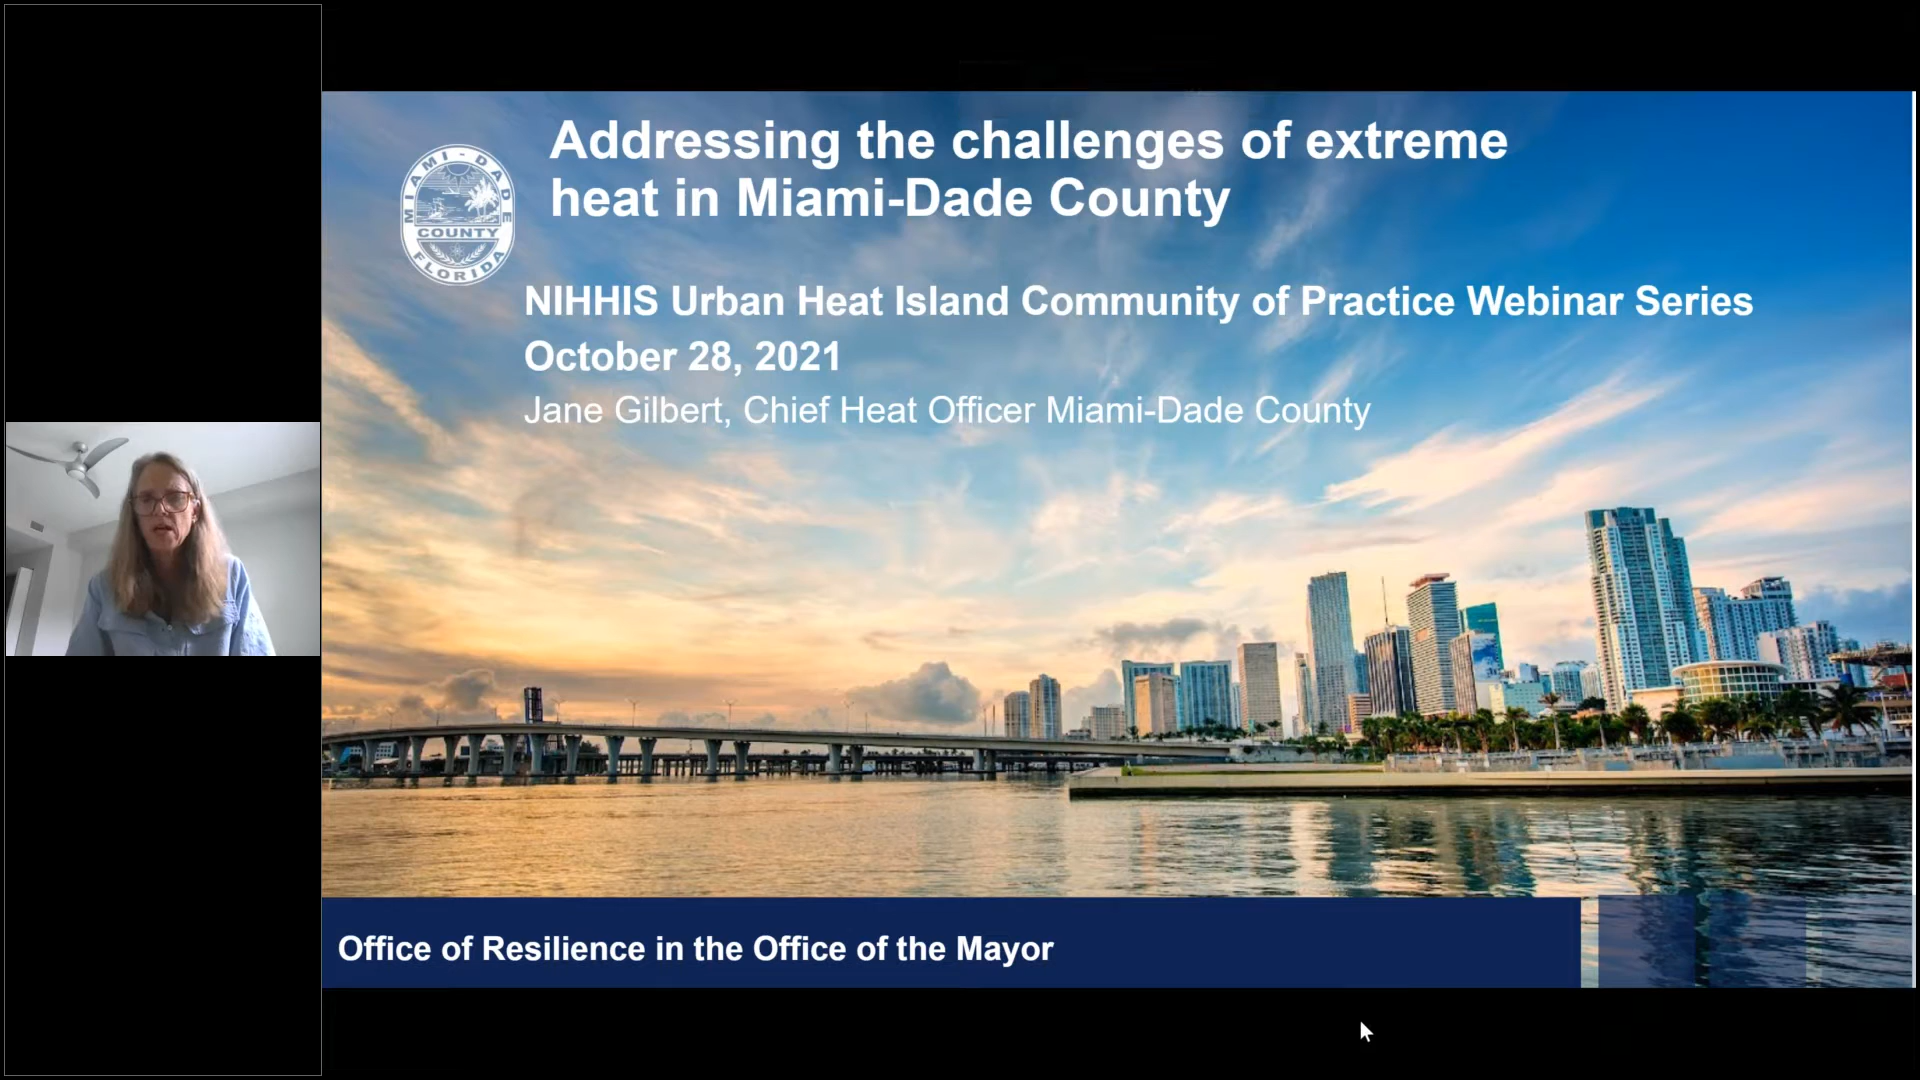 Addressing the challenges of extreme
heat in Miami-Dade County
MIAMI-DADE
COUNTY
FLORIDA
NIHHIS Urban Heat Island Community of Practice Webinar Series
October 28, 2021
Jane Gilbert, Chief Heat Officer Miami-Dade County
Office of Resilience in the Office of the Mayor